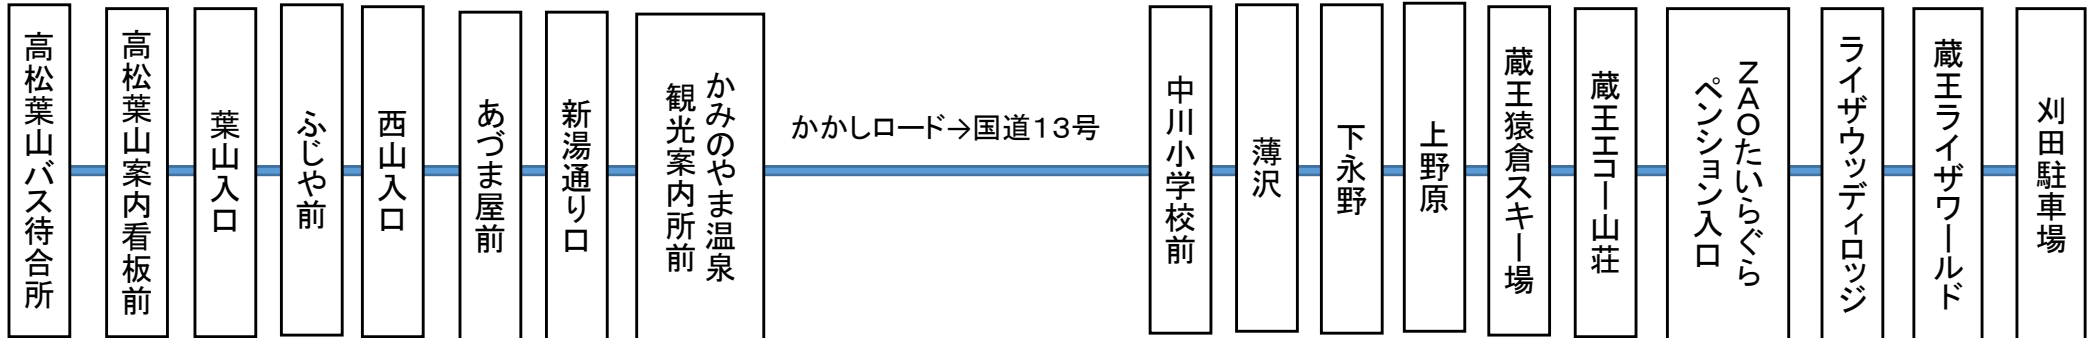 高松葉山バス待合所
高松葉山案内看板前
葉山入口
ふじや前
西山入口
あづま屋前
新湯通り口
かみのやま温泉
観光案内所前
かかしロード→国道13号
中川小学校前
薄沢
下永野
上野原
蔵王猿倉スキー場
蔵王エコー山荘
ZAOたいらぐら
ペンション入口
ライザウッディロッジ
蔵王ライザワールド
刈田駐車場